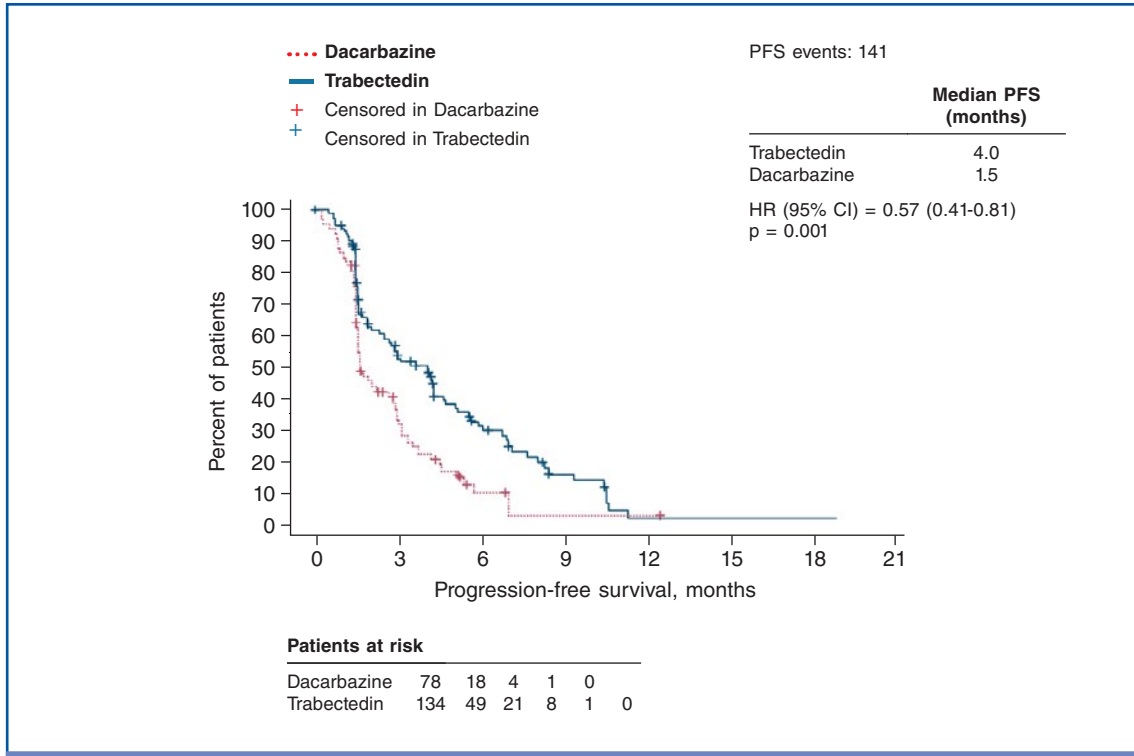 Dacarbazine
Trabectedin
Censored in Dacarbazine
Censored in Trabectedin
PFS events: 141
Median PFS
(months)
Trabectedin 4.0
Dacarbazine 1.5
HR (95% CI) = 0.57 (0.41-0.81)
p = 0.001
Percent of patients
100
90
80
70
60
50
40
30
20
10
0
0 3 6 9 12 15 18 21
Progression-free survival, months
Patients at risk
Dacarbazine 78 18 4 1 0
Trabectedin 134 49 21 8 1 0